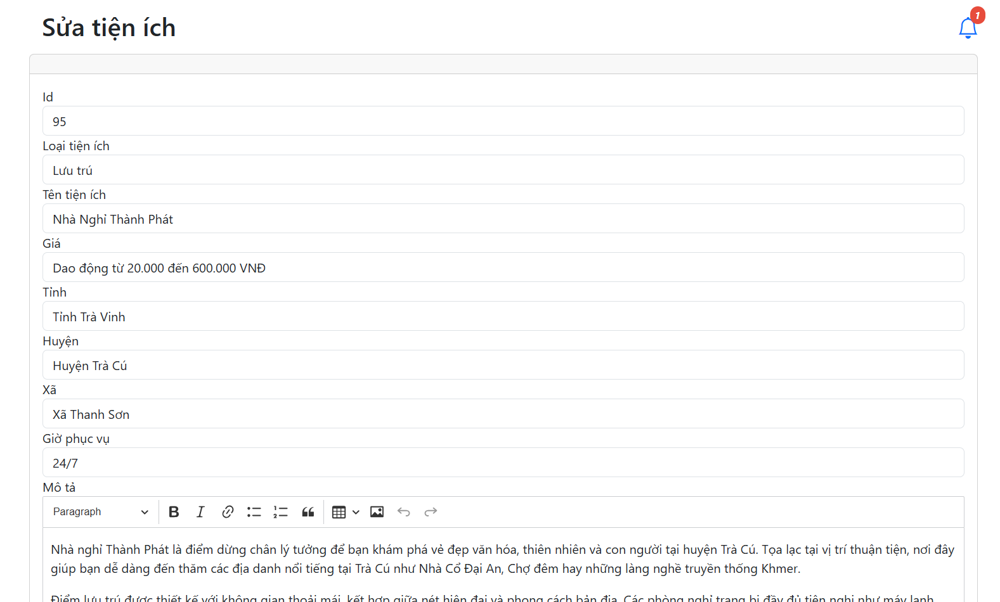 Sửa tiện ích
1
Id
95
Loại tiện ích
Lưu trú
Tên tiện ích
Nhà Nghỉ Thành Phát
Giá
Dao động từ 20.000 đến 600.000 VNĐ
Tỉnh
Tỉnh Trà Vinh
Huyện
Huyện Trà Cú
Xã
Xã Thanh Sơn
Giờ phục vụ
24/7
Mô tả
Paragraph
Nhà nghỉ Thành Phát là điểm dừng chân lý tưởng để bạn khám phá vẻ đẹp văn hóa, thiên nhiên và con người tại huyện Trà Cú. Tọa lạc tại vị trí thuận tiện, nơi đây
giúp bạn dễ dàng đến thăm các địa danh nổi tiếng tại Trà Cú như Nhà Cổ Đại An, Chợ đêm hay những làng nghề truyền thống Khmer.
Điểm lưu trú được thiết kế với không gian thoải mái, kết hợp giữa nét hiện đại và phong cách bản địa. Các phòng nghỉ trang bị đầy đủ tiện nghi như máy lạnh,